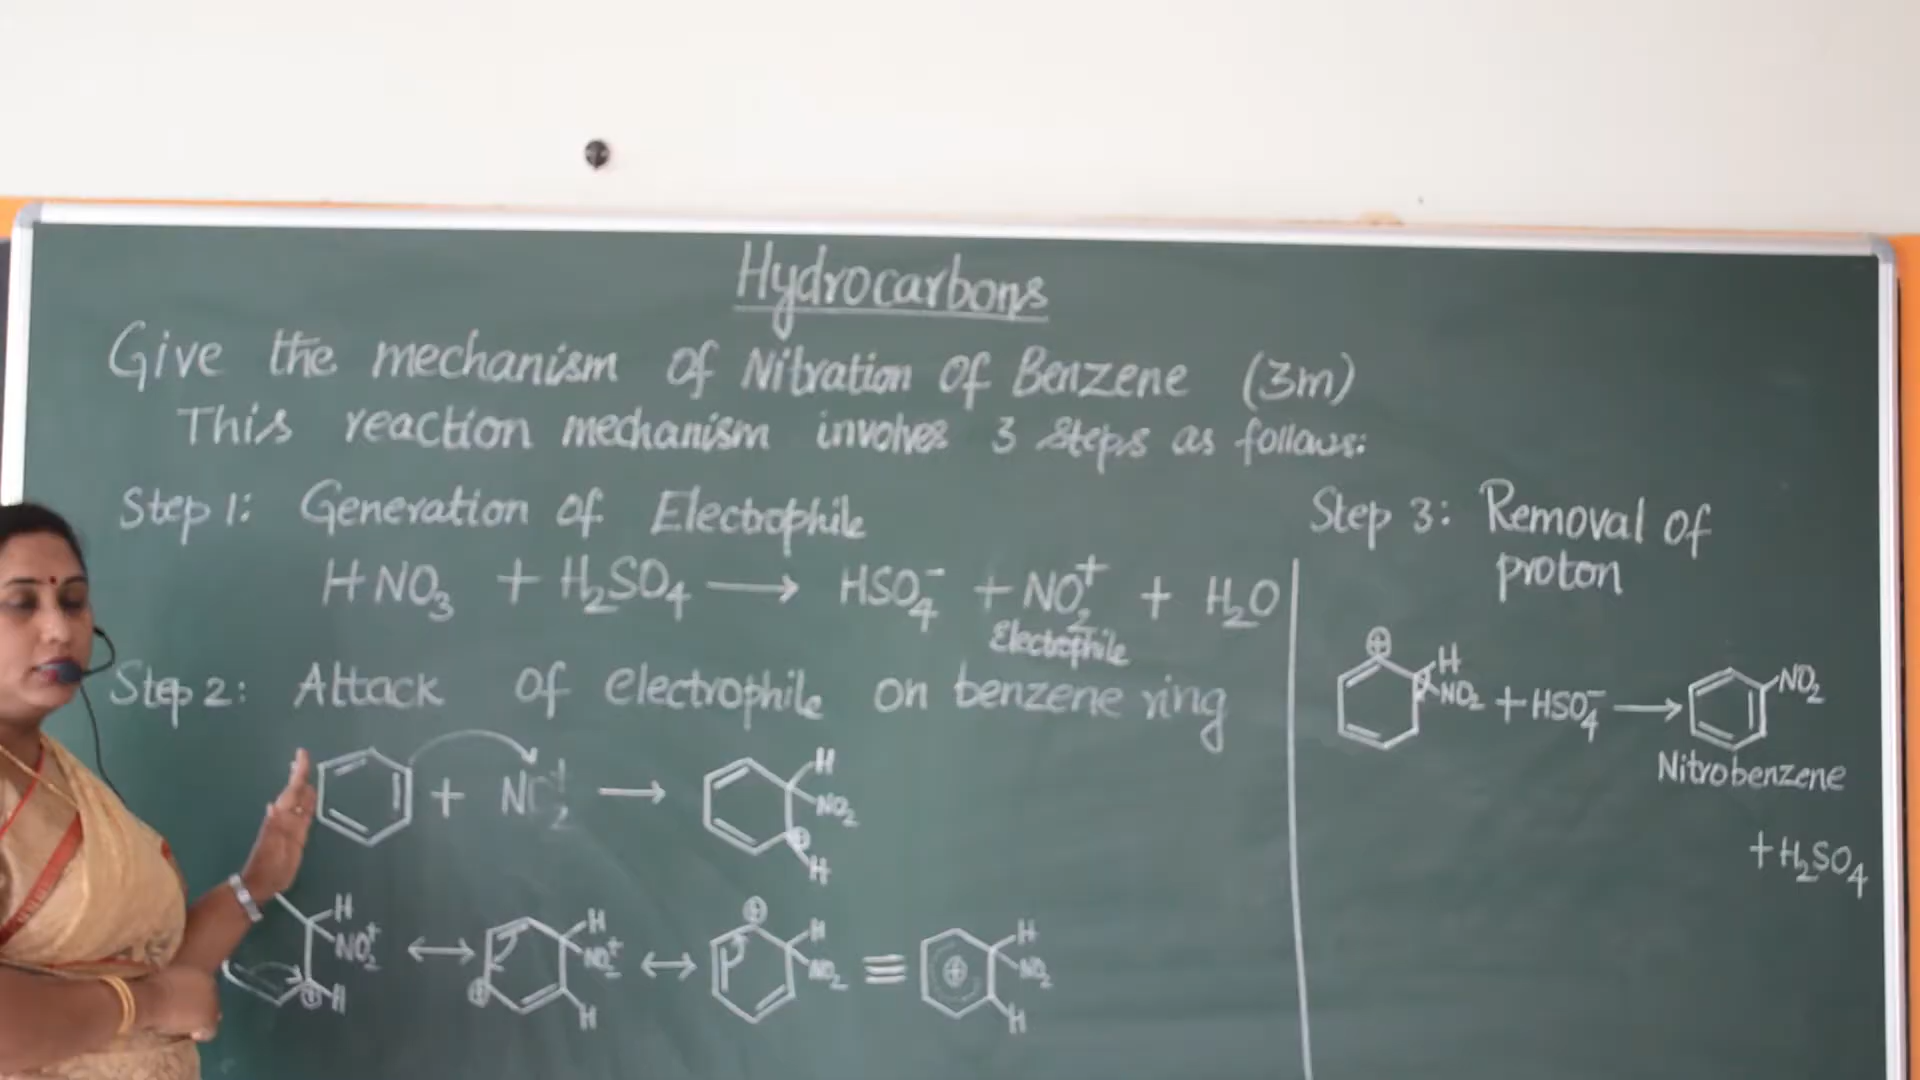 Hydrocarbons
Give the mechanism of Nitration of Benzene (3m)
This reaction mechanism involves 3 steps as follows:
Step 1: Generation of Electrophile
HNO₃ + H₂SO₄ ⟶ HSO₄⁻ + NO₂⁺ + H₂O
Electrophile
Step 2: Attack of electrophile on benzene ring
+ NO₂⁺ ⟶ H NO₂ ⊕ H
H NO₂⁺ ⊕ H ⟷ ⊕ H NO₂⁺ H ⟷ ⊕ H NO₂ ≡ ⊕ H NO₂ H
Step 3: Removal of
proton
⊕ H NO₂ + HSO₄⁻ ⟶ NO₂
Nitrobenzene
+ H₂SO₄